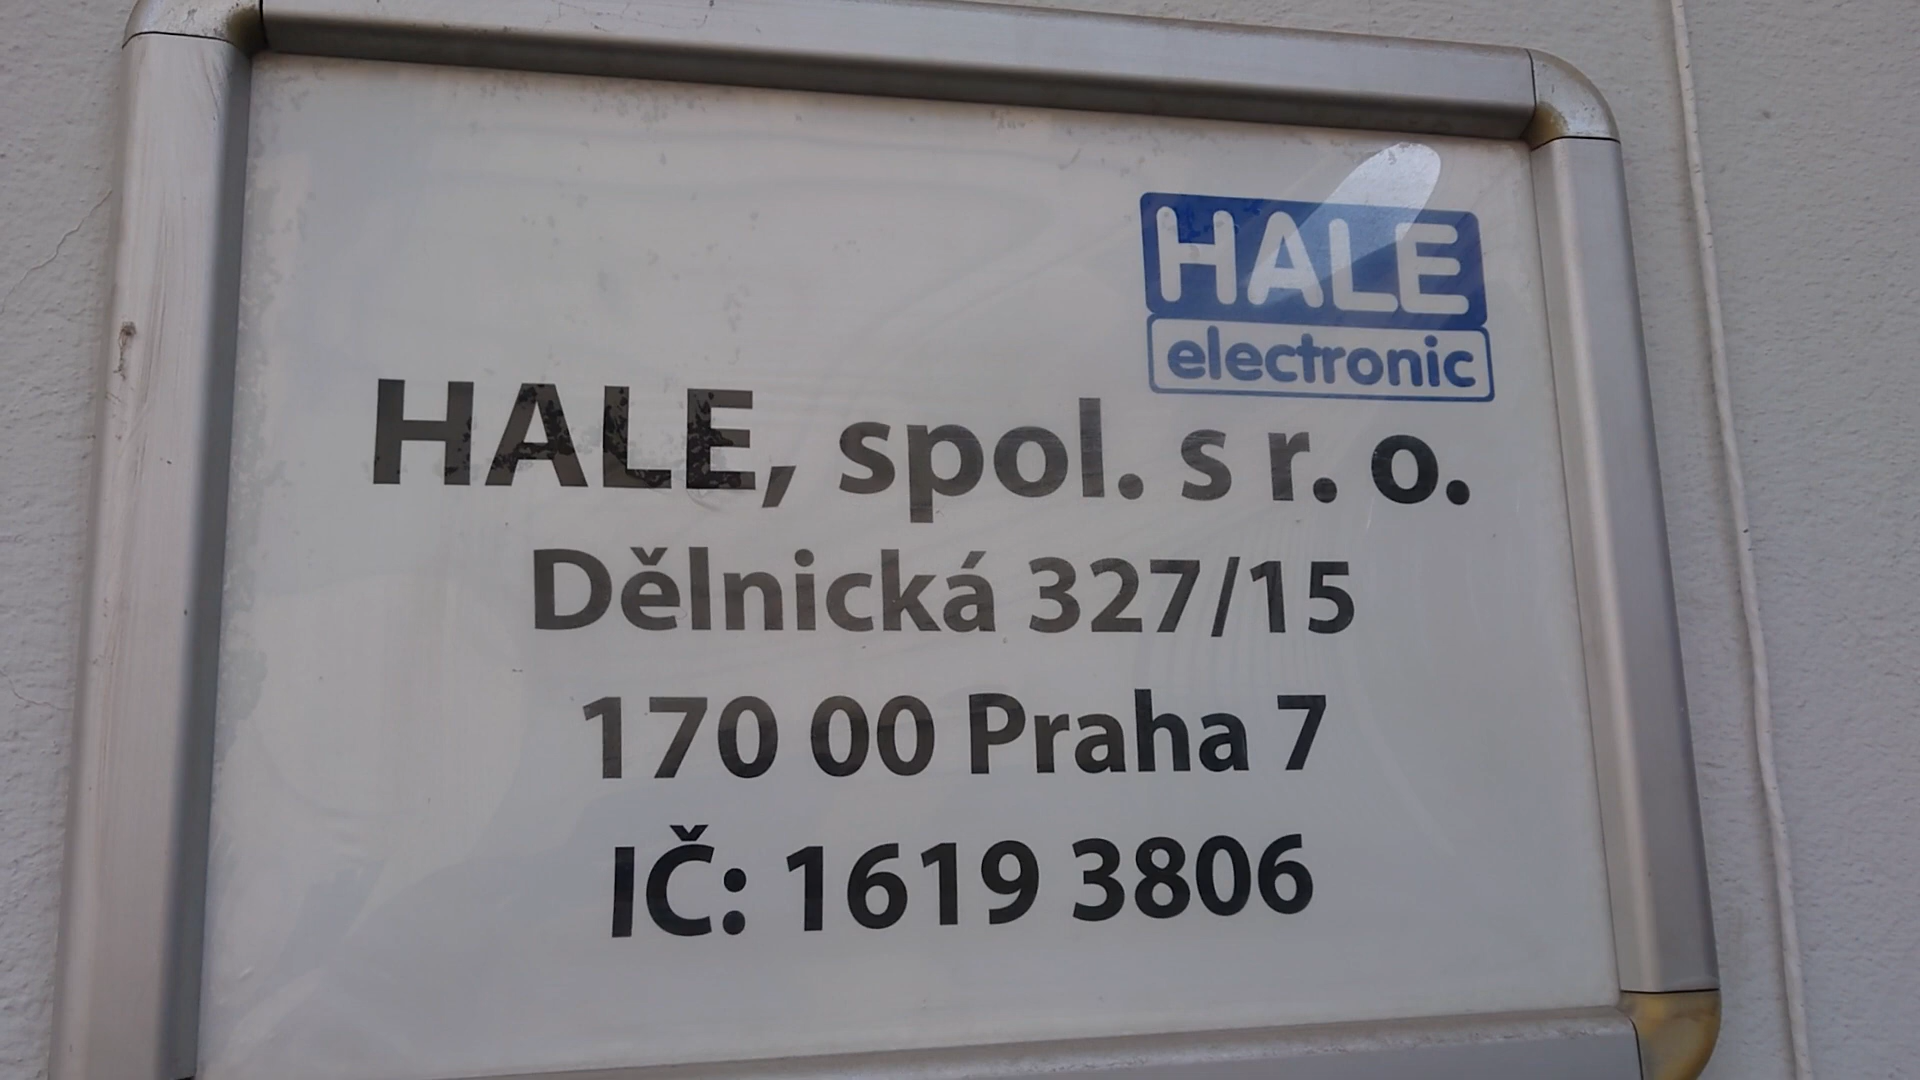 HALE
electronic
HALE, spol. s r. o.
Dělnická 327/15
170 00 Praha 7
IČ: 1619 3806